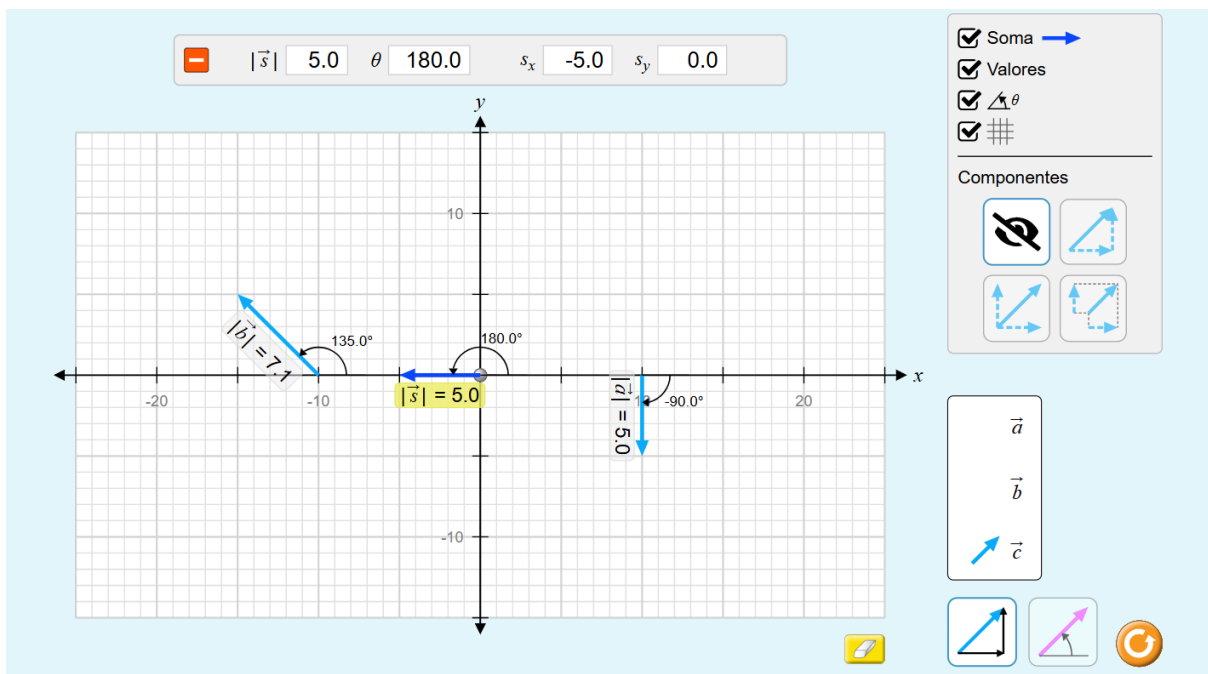 |s⃗| 5.0 θ 180.0 sₓ -5.0 s_y 0.0
Soma
Valores
θ
Componentes
y
10
135.0°
180.0°
|b⃗| = 7.1
x
-20
-10
|s⃗| = 5.0
|a⃗| = 5.0
10
-90.0°
20
-10
a⃗
b⃗
c⃗